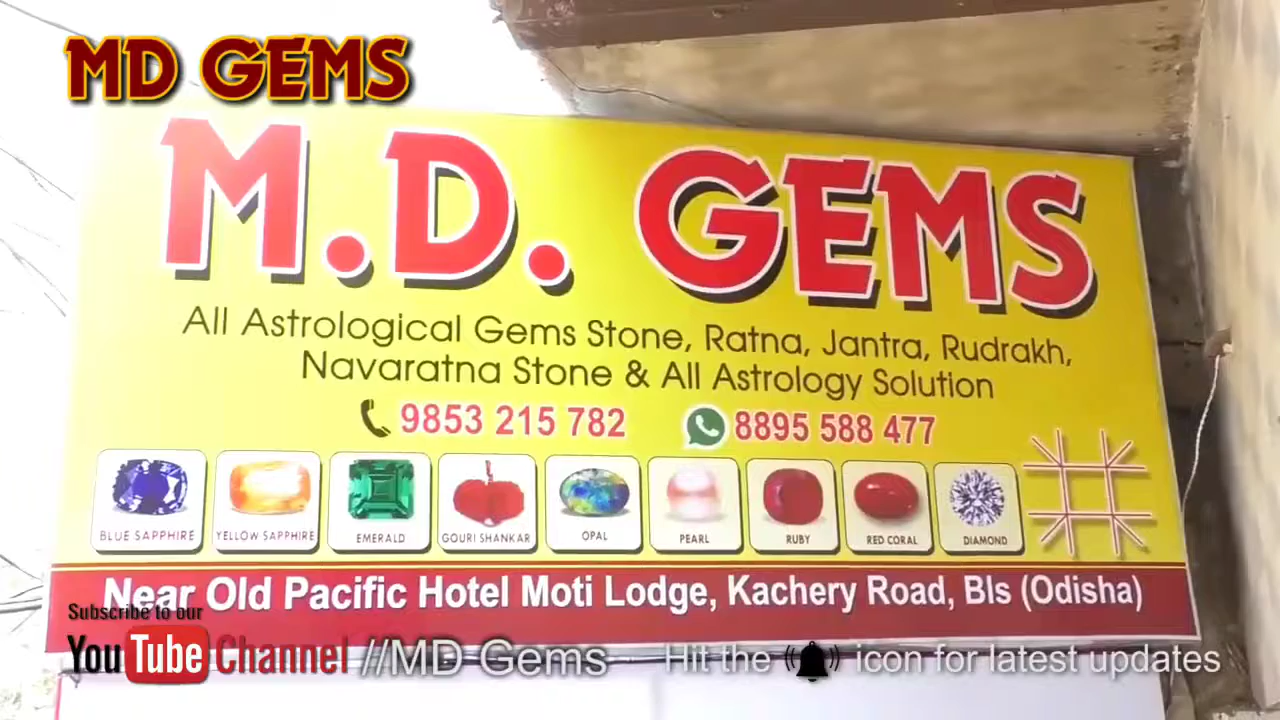 MD GEMS
M.D. GEMS
All Astrological Gems Stone, Ratna, Jantra, Rudrakh,
Navaratna Stone & All Astrology Solution
9853 215 782 8895 588 477
BLUE SAPPHIRE YELLOW SAPPHIRE EMERALD GOURI SHANKAR OPAL PEARL RUBY RED CORAL DIAMOND
Near Old Pacific Hotel Moti Lodge, Kachery Road, Bls (Odisha)
Subscribe to our
YouTube Channel //MD Gems Hit the icon for latest updates